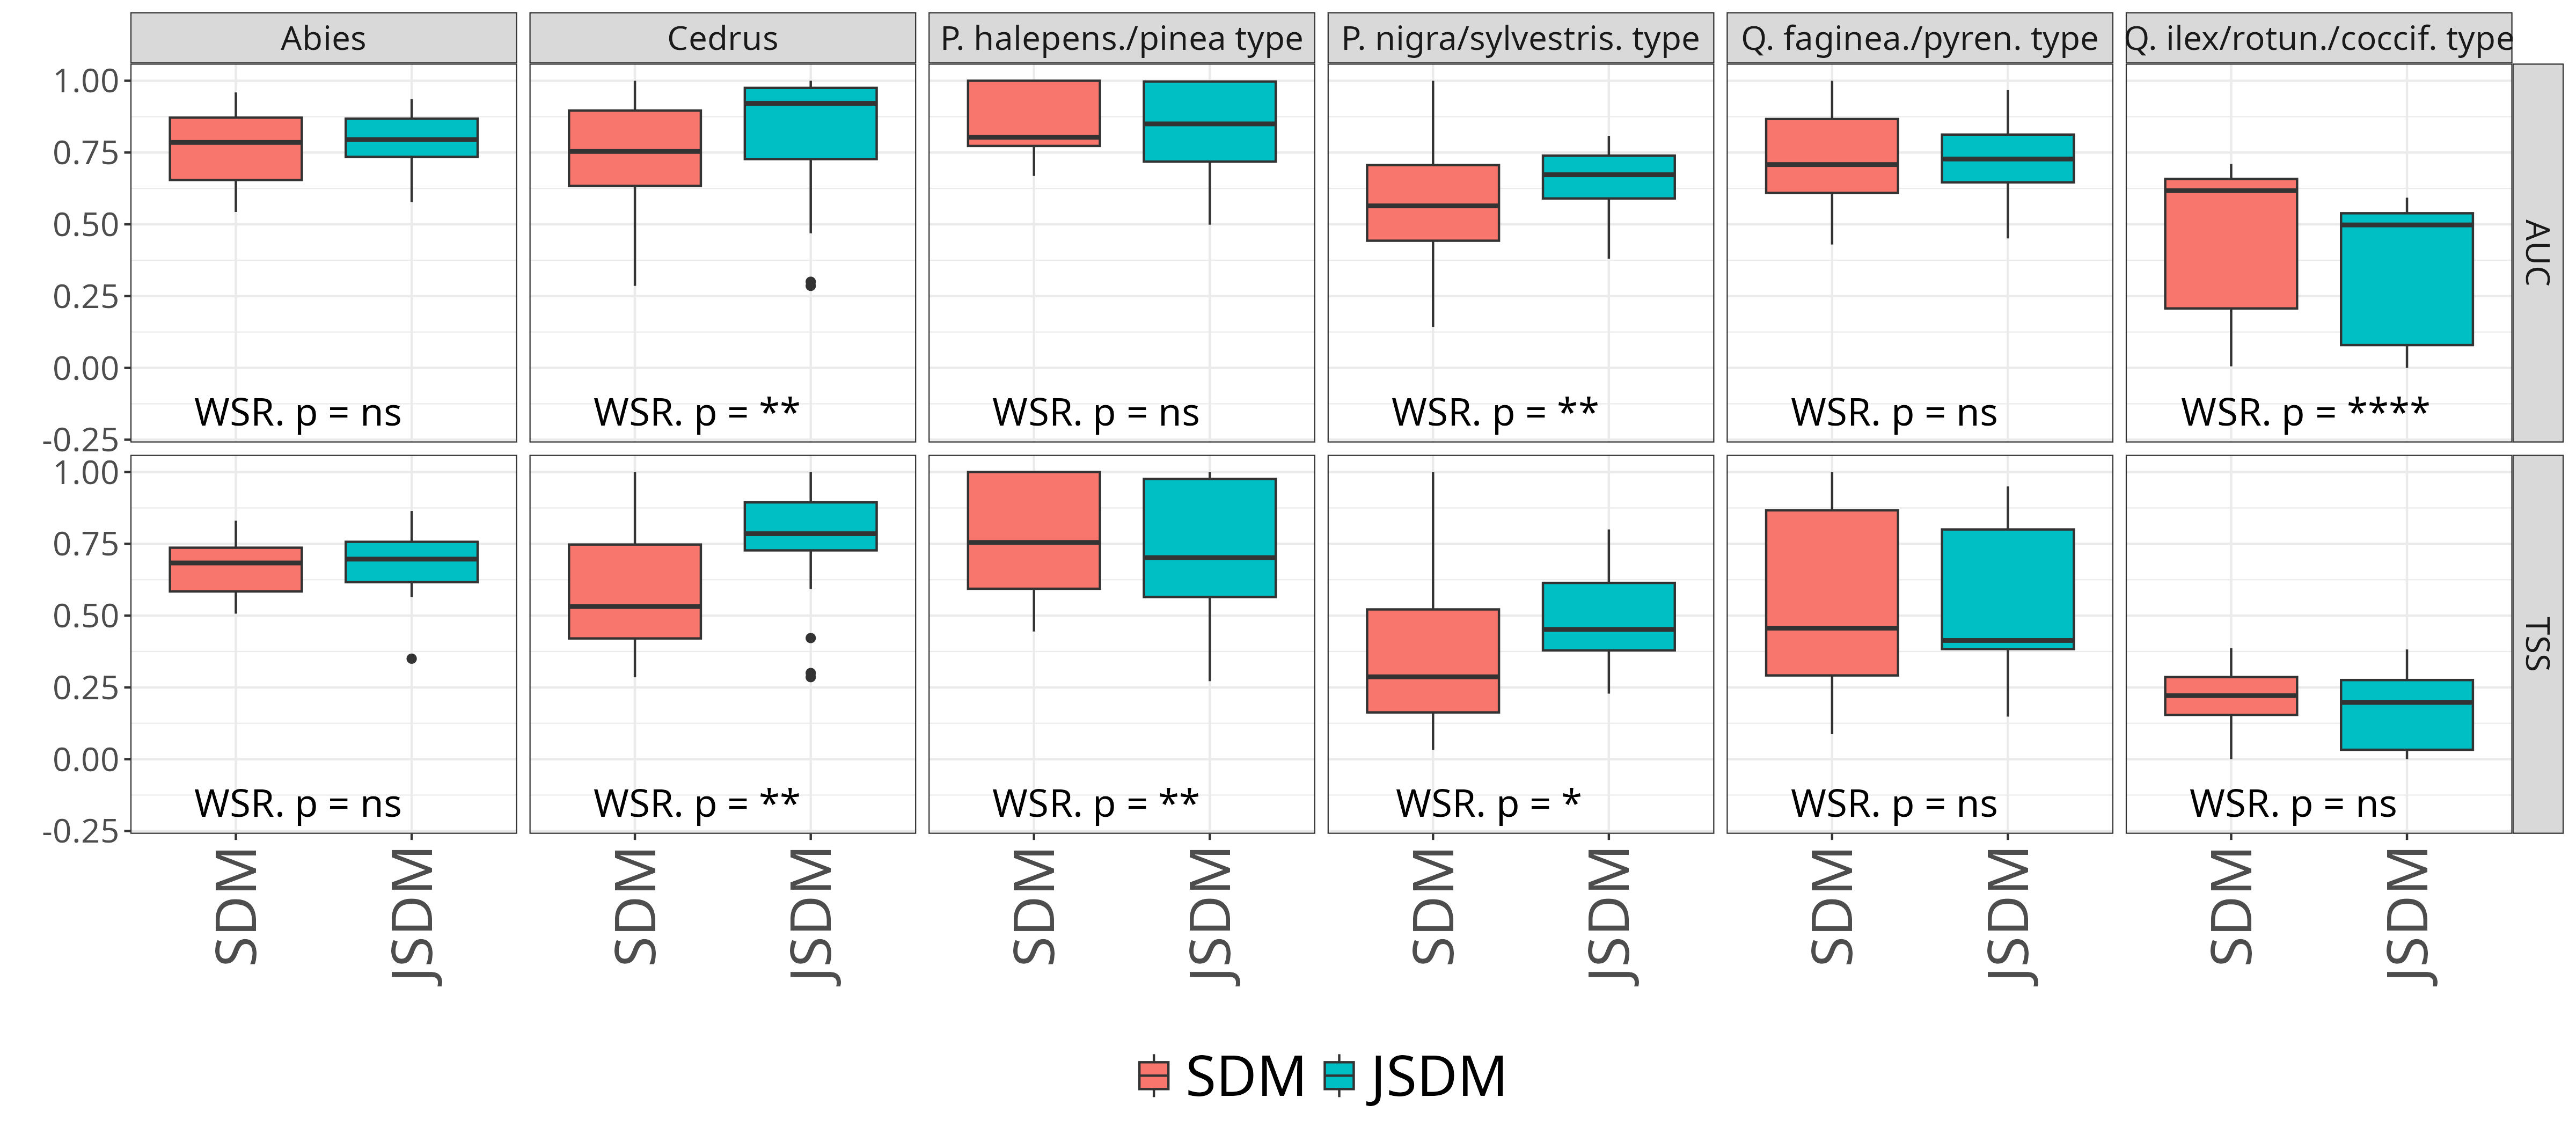 Abies
Cedrus
P. halepens./pinea type
P. nigra/sylvestris. type
Q. faginea./pyren. type
Q. ilex/rotun./coccif. type
1.00
0.75
0.50
0.25
0.00
-0.25
WSR. p = ns
WSR. p = **
WSR. p = ns
WSR. p = **
WSR. p = ns
WSR. p = ****
AUC
1.00
0.75
0.50
0.25
0.00
-0.25
WSR. p = ns
WSR. p = **
WSR. p = **
WSR. p = *
WSR. p = ns
WSR. p = ns
TSS
SDM
JSDM
SDM
JSDM
SDM
JSDM
SDM
JSDM
SDM
JSDM
SDM
JSDM
SDM JSDM